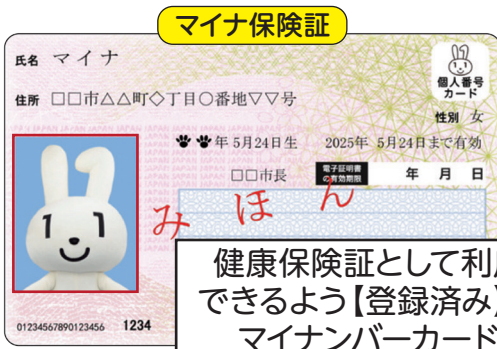 マイナ保険証
氏名 マイナ
個人番号
カード
住所 □□市△△町◇丁目○番地▽▽号
性別 女
年 5月24日生 2025年 5月24日まで有効
□□市長 電子証明書の有効期限 年 月 日
みほん
健康保険証として利
できるよう【登録済み】
マイナンバーカード
01234567890123456 1234